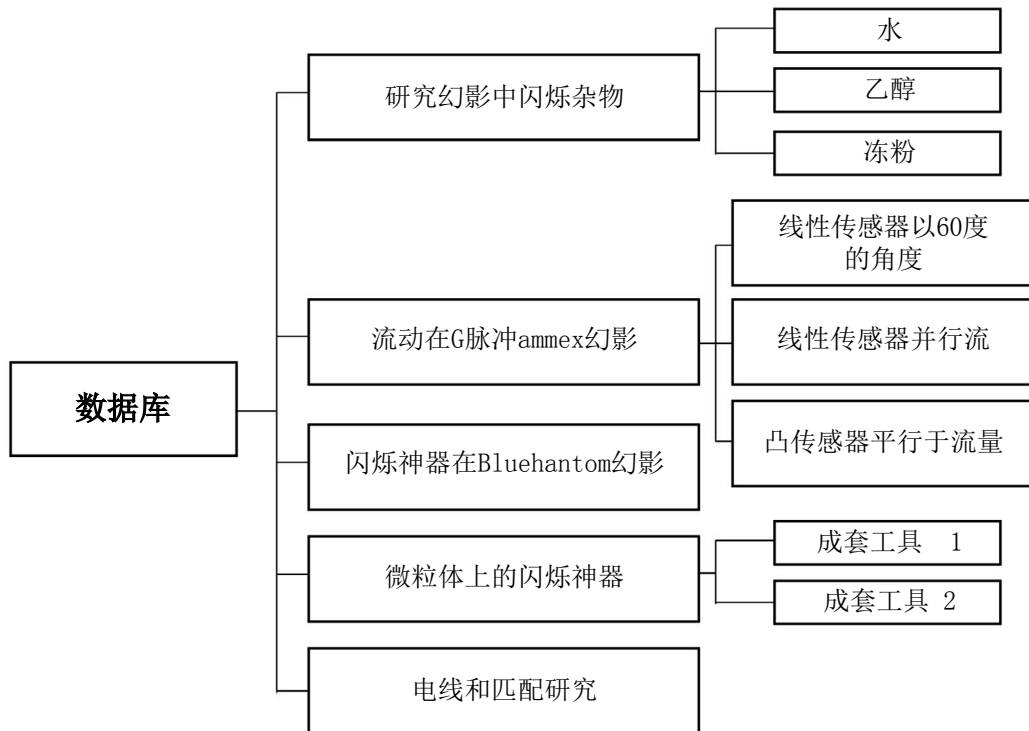 数据库
研究幻影中闪烁杂物
水
乙醇
冻粉
流动在G脉冲ammex幻影
线性传感器以60度
的角度
线性传感器并行流
凸传感器平行于流量
闪烁神器在Bluehantom幻影
微粒体上的闪烁神器
成套工具 1
成套工具 2
电线和匹配研究